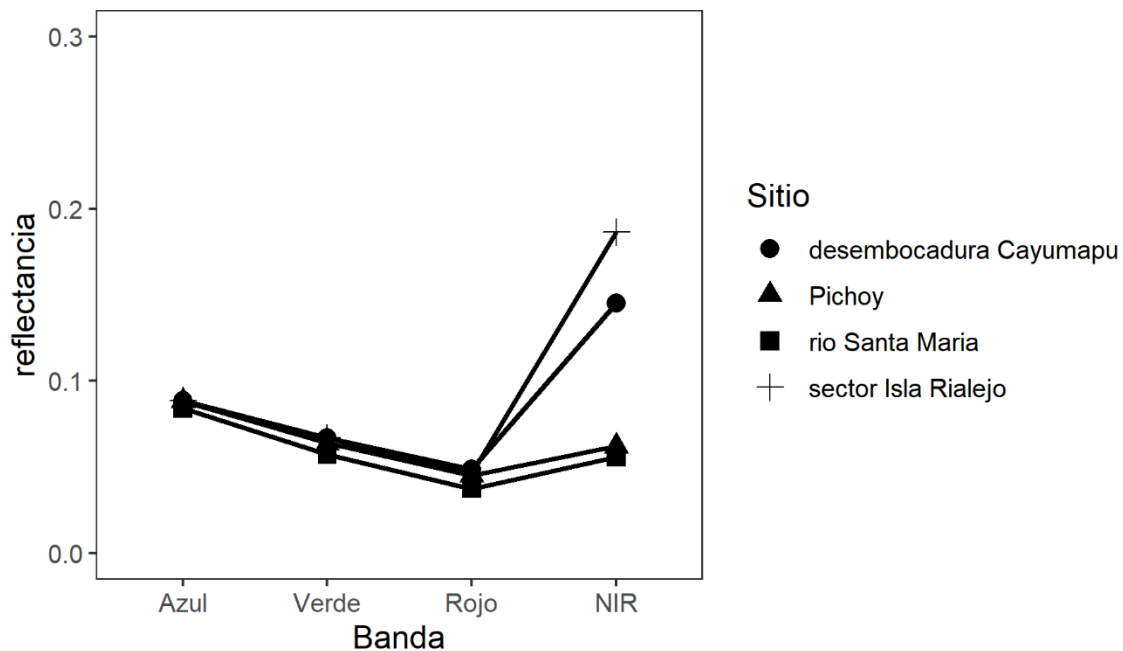 0.3
0.2
0.1
0.0
reflectancia
Azul
Verde
Rojo
NIR
Banda
Sitio
desembocadura Cayumapu
Pichoy
rio Santa Maria
sector Isla Rialejo